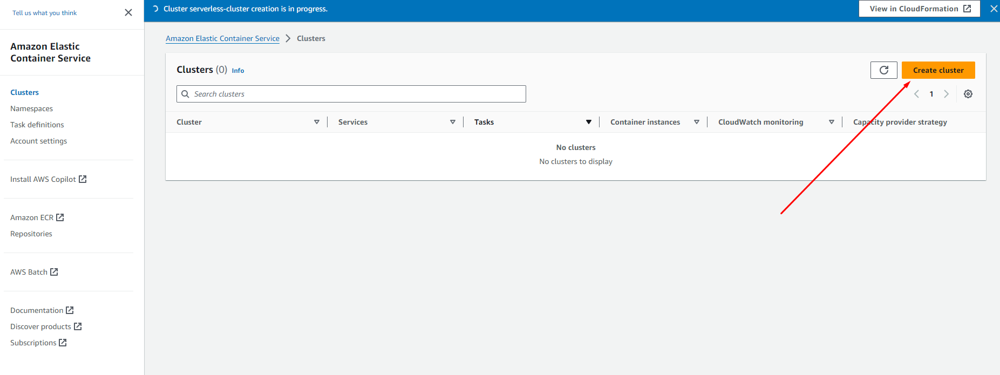 Tell us what you think
Amazon Elastic
Container Service
Clusters
Namespaces
Task definitions
Account settings
Install AWS Copilot
Amazon ECR
Repositories
AWS Batch
Documentation
Discover products
Subscriptions
Cluster serverless-cluster creation is in progress.
View in CloudFormation
Amazon Elastic Container Service > Clusters
Clusters (0) Info
Create cluster
Search clusters
1
Cluster Services Tasks Container instances CloudWatch monitoring Capacity provider strategy
No clusters
No clusters to display